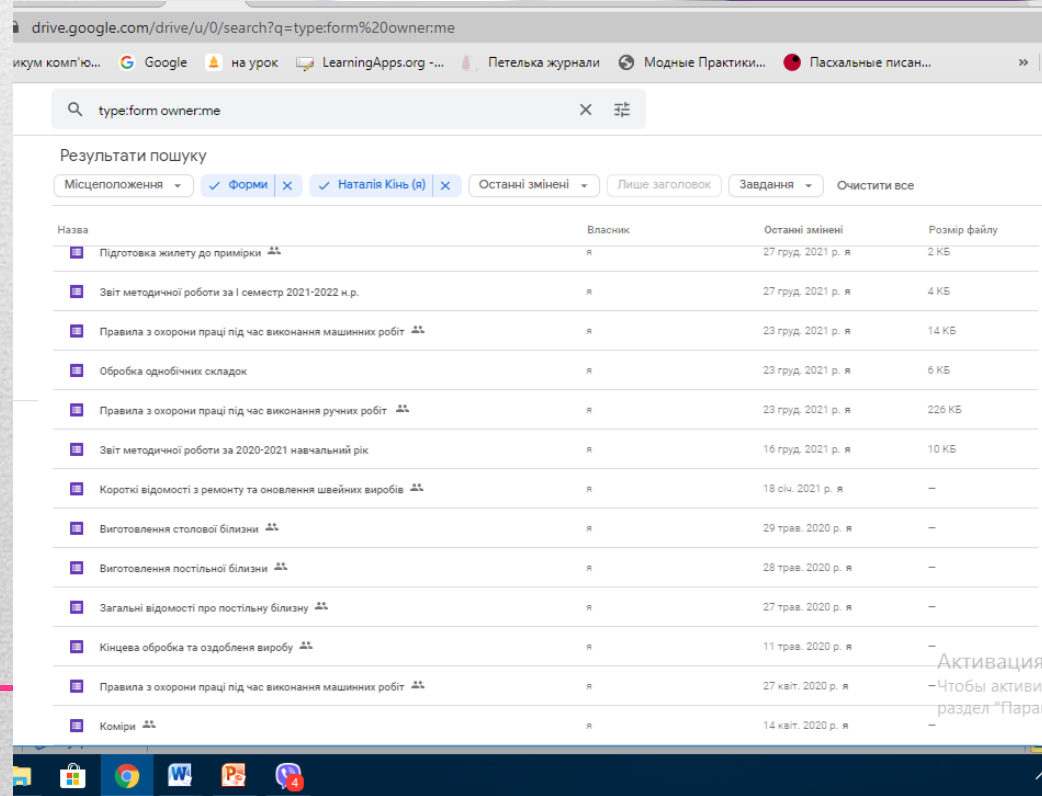 drive.google.com/drive/u/0/search?q=type:form%20owner:me
икум комп'ю... Google на урок LearningApps.org -... Петелька журнали Модные Практики... Пасхальные писан... »
type:form owner:me
Результати пошуку
Місцеположення Форми Наталія Кінь (я) Останні змінені Лише заголовок Завдання Очистити все
Назва Власник Останні змінені Розмір файлу
Підготовка жилету до примірки я 27 груд. 2021 р. я 2 КБ
Звіт методичної роботи за І семестр 2021-2022 н.р. я 27 груд. 2021 р. я 4 КБ
Правила з охорони праці під час виконання машинних робіт я 23 груд. 2021 р. я 14 КБ
Обробка однобічних складок я 23 груд. 2021 р. я 6 КБ
Правила з охорони праці під час виконання ручних робіт я 23 груд. 2021 р. я 226 КБ
Звіт методичної роботи за 2020-2021 навчальний рік я 16 груд. 2021 р. я 10 КБ
Короткі відомості з ремонту та оновлення швейних виробів я 18 січ. 2021 р. я –
Виготовлення столової білизни я 29 трав. 2020 р. я –
Виготовлення постільної білизни я 28 трав. 2020 р. я –
Загальні відомості про постільну білизну я 27 трав. 2020 р. я –
Кінцева обробка та оздобленя виробу я 11 трав. 2020 р. я –
Активация
Правила з охорони праці під час виконання машинних робіт я 27 квіт. 2020 р. я –
Чтобы активи
раздел "Пара
Коміри я 14 квіт. 2020 р. я –
4